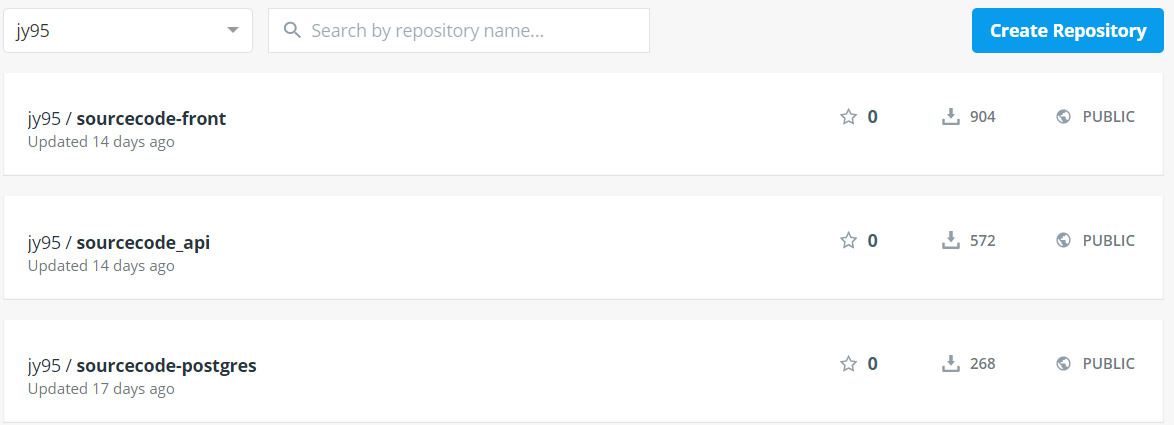 jy95 Search by repository name... Create Repository
jy95 / sourcecode-front 0 904 PUBLIC
Updated 14 days ago
jy95 / sourcecode_api 0 572 PUBLIC
Updated 14 days ago
jy95 / sourcecode-postgres 0 268 PUBLIC
Updated 17 days ago